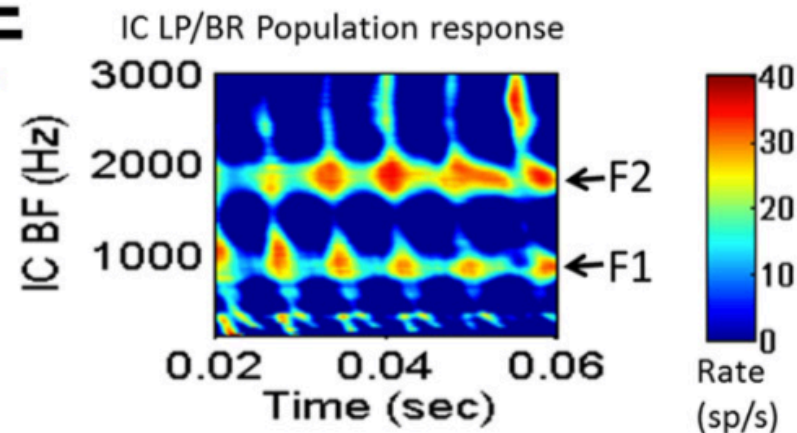 IC LP/BR Population response
IC BF (Hz)
3000
2000
1000
F2
F1
0.02 0.04 0.06
Time (sec)
40
30
20
10
0
Rate
(sp/s)